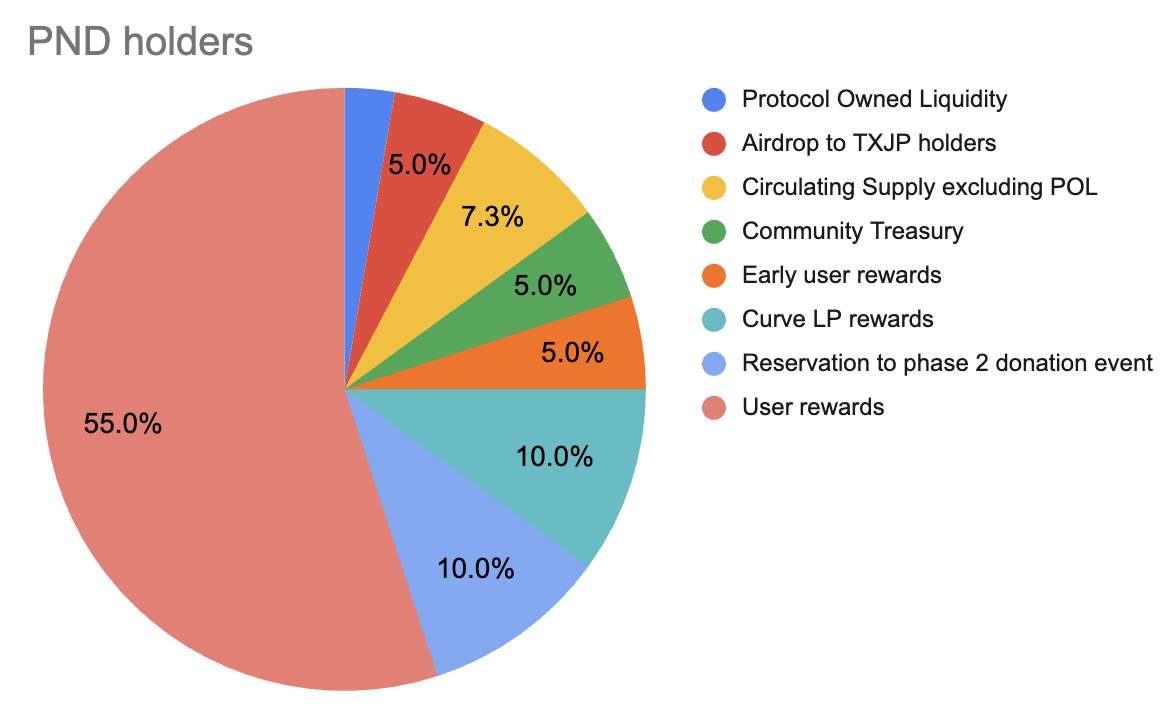 PND holders
5.0%
7.3%
5.0%
5.0%
10.0%
10.0%
55.0%
Protocol Owned Liquidity
Airdrop to TXJP holders
Circulating Supply excluding POL
Community Treasury
Early user rewards
Curve LP rewards
Reservation to phase 2 donation event
User rewards